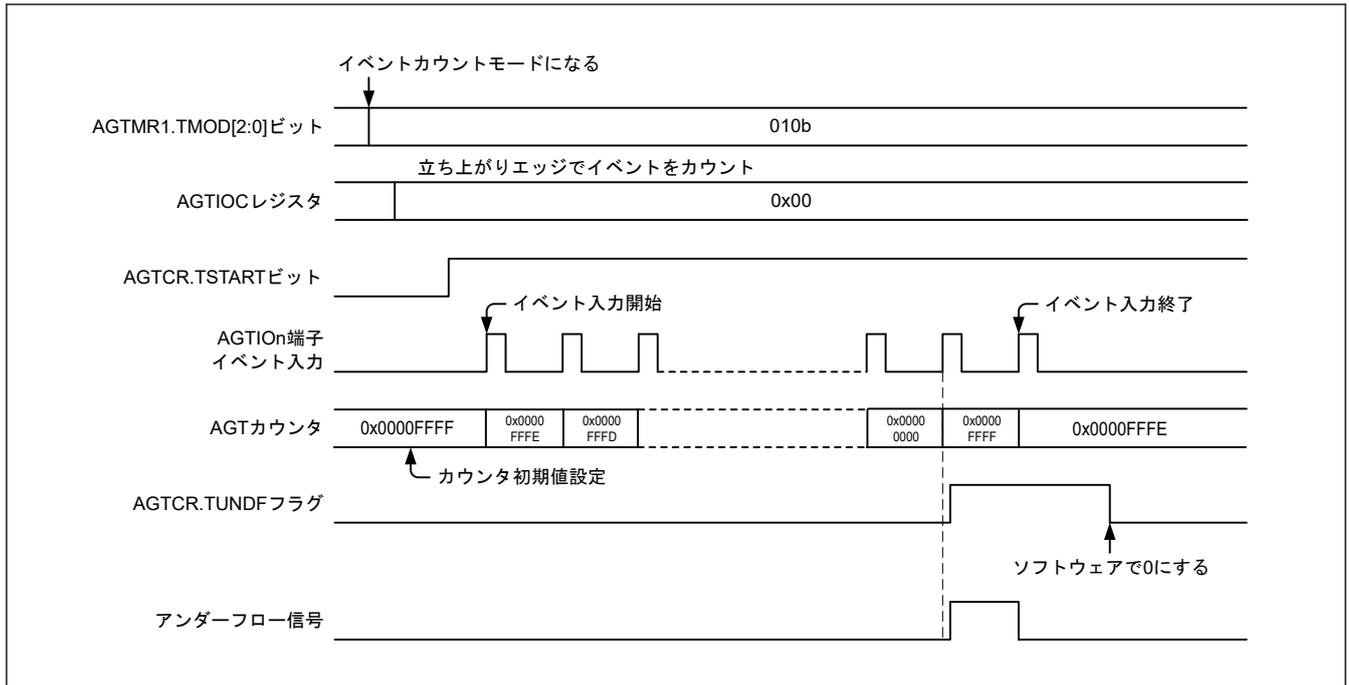 イベントカウントモードになる
AGTMR1.TMOD[2:0]ビット
010b
立ち上がりエッジでイベントをカウント
AGTIOCレジスタ
0x00
AGTCR.TSTARTビット
イベント入力開始
イベント入力終了
AGTIOn端子
イベント入力
AGTカウンタ
0x0000FFFF
0x0000
FFFE
0x0000
FFFD
0x0000
0000
0x0000
FFFF
0x0000FFFE
カウンタ初期値設定
AGTCR.TUNDFフラグ
ソフトウェアで0にする
アンダーフロー信号